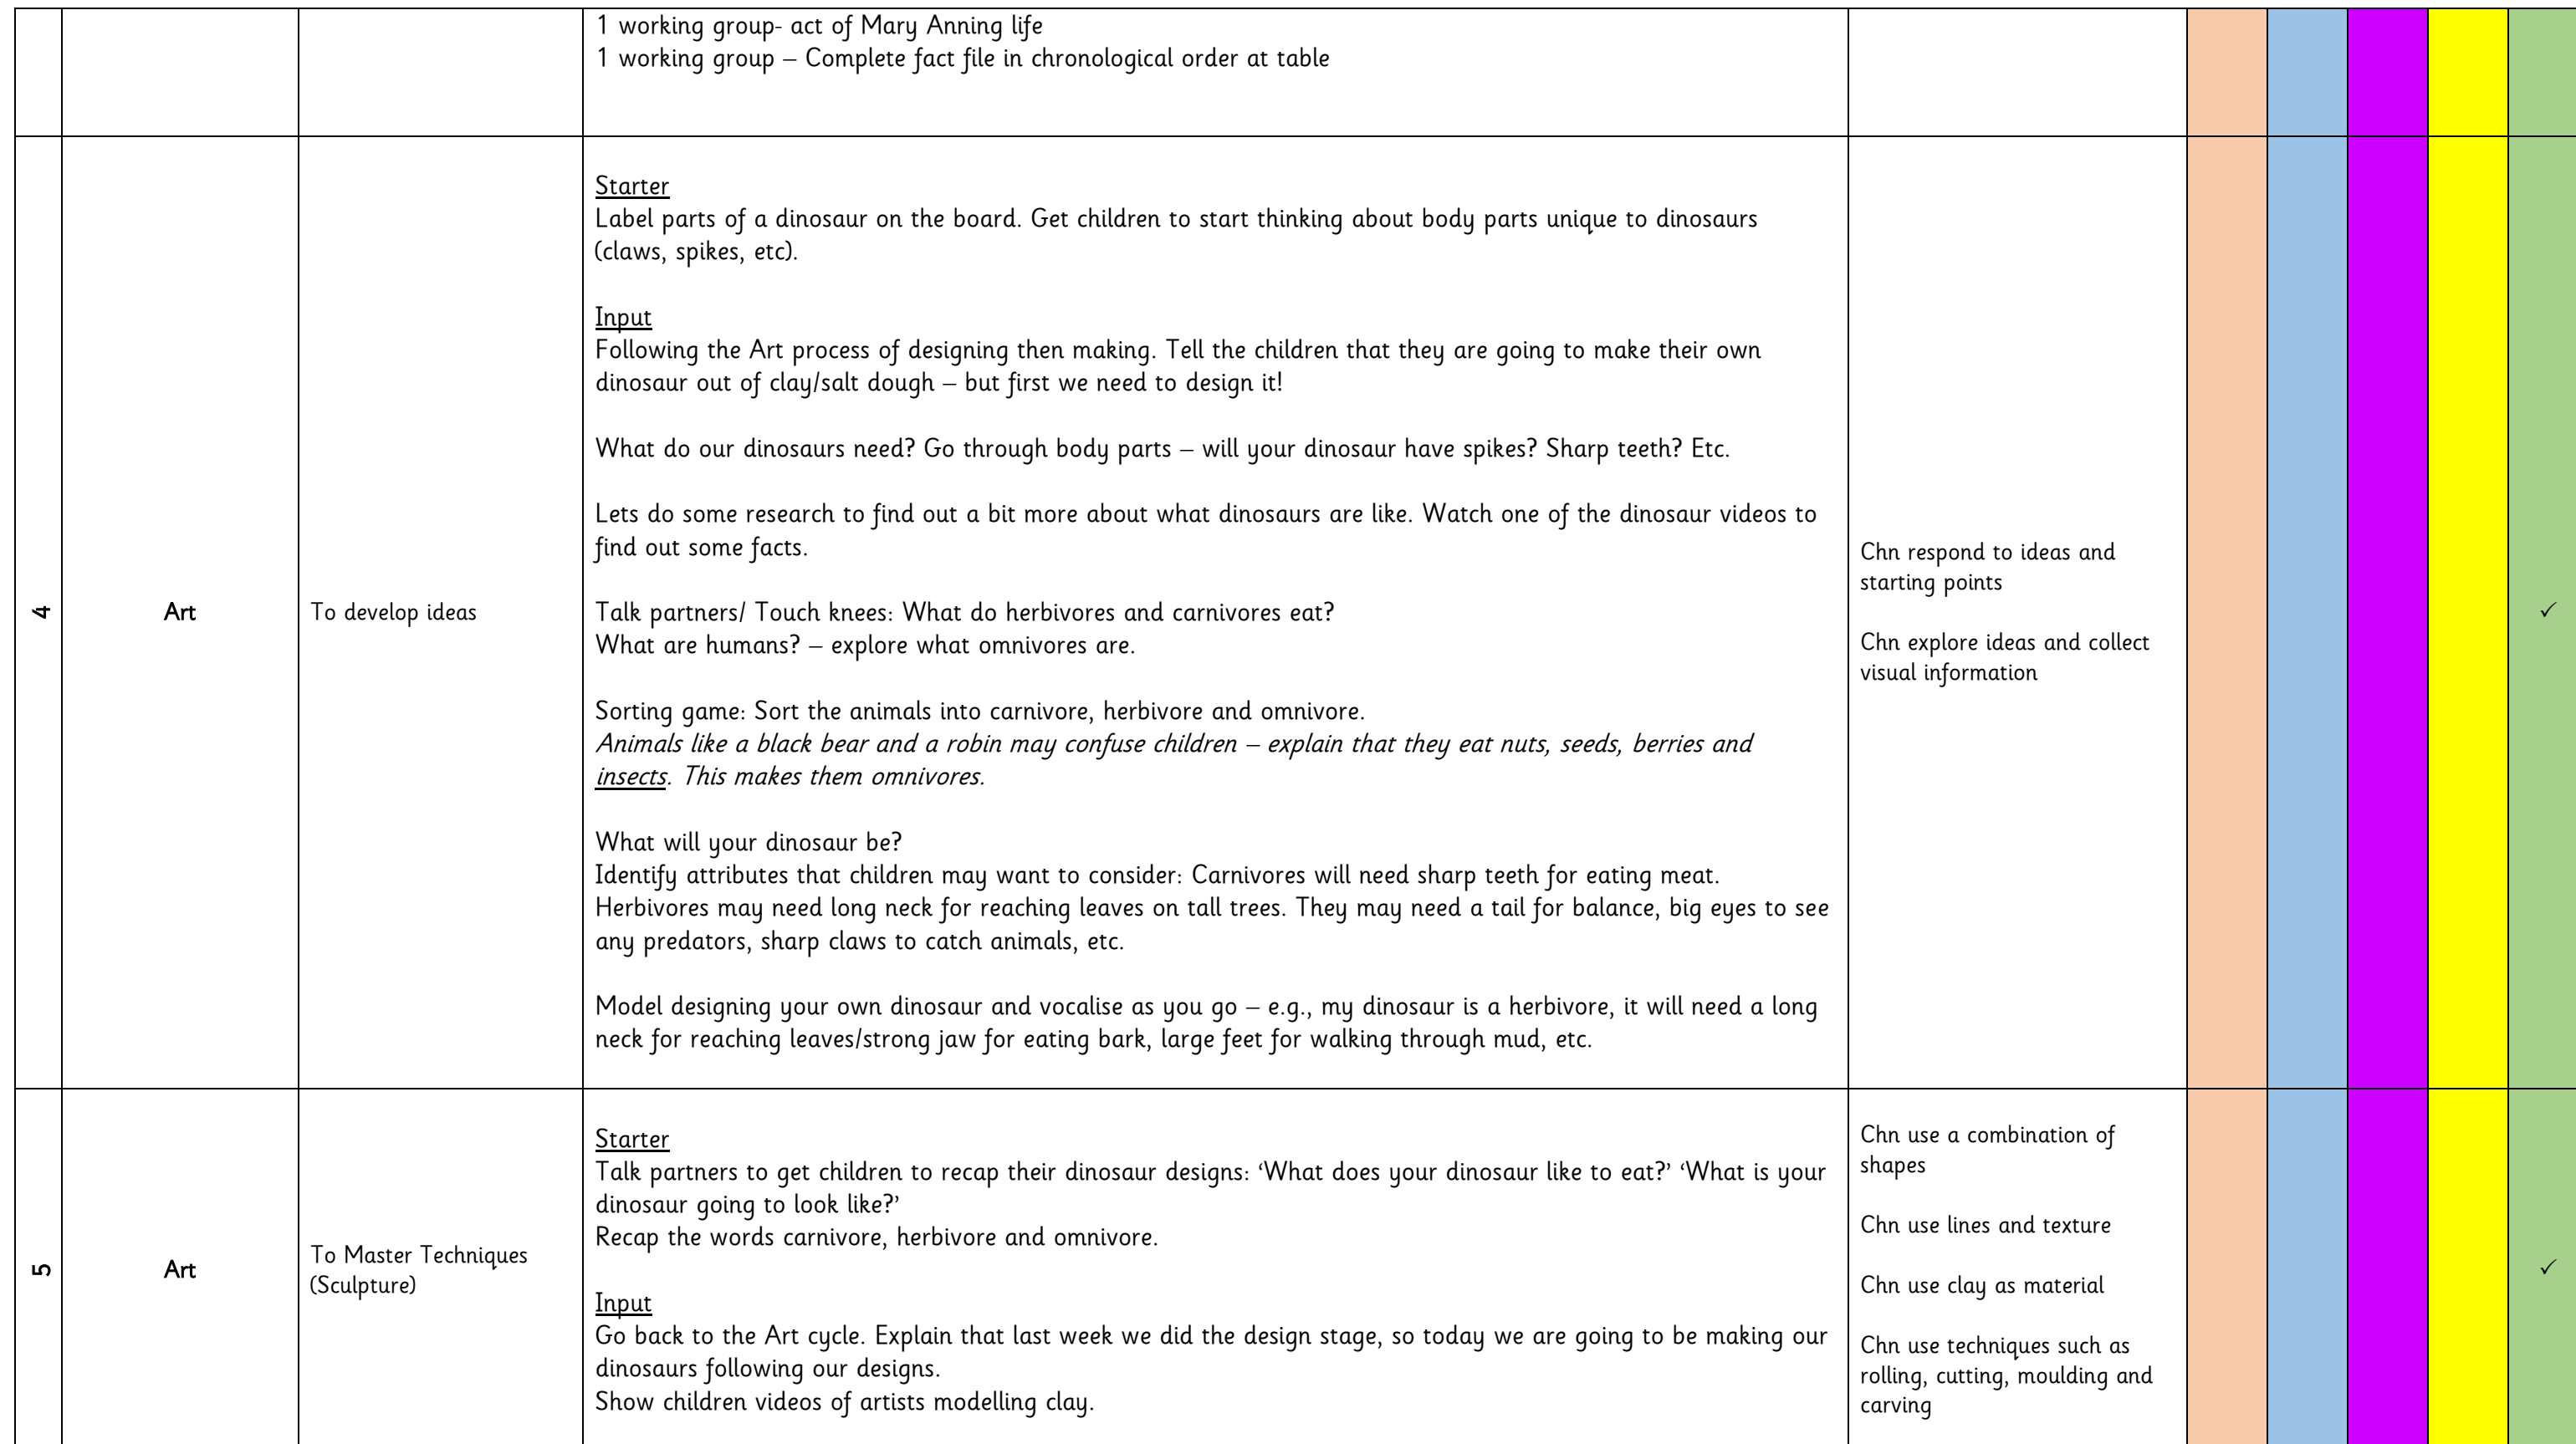 1 working group- act of Mary Anning life
1 working group – Complete fact file in chronological order at table
4
Art
To develop ideas
Starter
Label parts of a dinosaur on the board. Get children to start thinking about body parts unique to dinosaurs
(claws, spikes, etc).
Input
Following the Art process of designing then making. Tell the children that they are going to make their own
dinosaur out of clay/salt dough – but first we need to design it!
What do our dinosaurs need? Go through body parts – will your dinosaur have spikes? Sharp teeth? Etc.
Lets do some research to find out a bit more about what dinosaurs are like. Watch one of the dinosaur videos to
find out some facts.
Talk partners/ Touch knees: What do herbivores and carnivores eat?
What are humans? – explore what omnivores are.
Sorting game: Sort the animals into carnivore, herbivore and omnivore.
Animals like a black bear and a robin may confuse children – explain that they eat nuts, seeds, berries and
insects. This makes them omnivores.
What will your dinosaur be?
Identify attributes that children may want to consider: Carnivores will need sharp teeth for eating meat.
Herbivores may need long neck for reaching leaves on tall trees. They may need a tail for balance, big eyes to see
any predators, sharp claws to catch animals, etc.
Model designing your own dinosaur and vocalise as you go – e.g., my dinosaur is a herbivore, it will need a long
neck for reaching leaves/strong jaw for eating bark, large feet for walking through mud, etc.
Chn respond to ideas and
starting points
Chn explore ideas and collect
visual information
✓
5
Art
To Master Techniques
(Sculpture)
Starter
Talk partners to get children to recap their dinosaur designs: ‘What does your dinosaur like to eat?’ ‘What is your
dinosaur going to look like?’
Recap the words carnivore, herbivore and omnivore.
Input
Go back to the Art cycle. Explain that last week we did the design stage, so today we are going to be making our
dinosaurs following our designs.
Show children videos of artists modelling clay.
Chn use a combination of
shapes
Chn use lines and texture
Chn use clay as material
Chn use techniques such as
rolling, cutting, moulding and
carving
✓